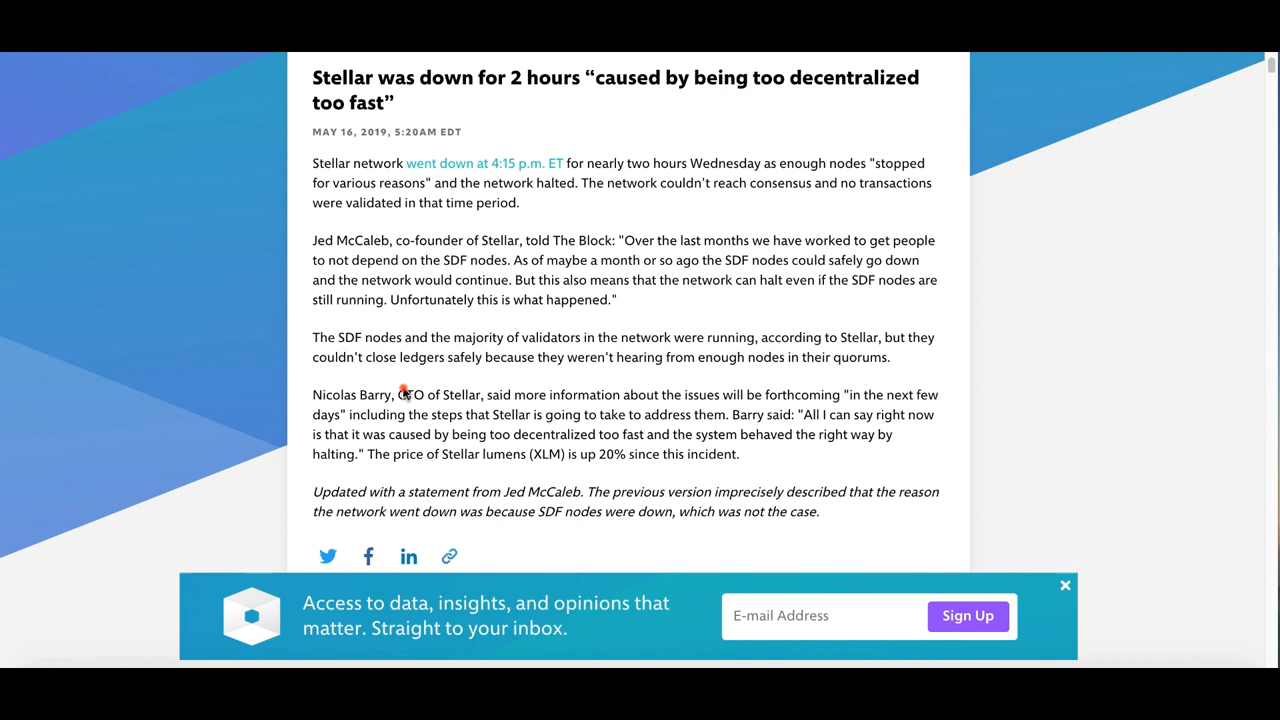 Stellar was down for 2 hours “caused by being too decentralized
too fast”
MAY 16, 2019, 5:20AM EDT
Stellar network went down at 4:15 p.m. ET for nearly two hours Wednesday as enough nodes "stopped
for various reasons" and the network halted. The network couldn't reach consensus and no transactions
were validated in that time period.
Jed McCaleb, co-founder of Stellar, told The Block: "Over the last months we have worked to get people
to not depend on the SDF nodes. As of maybe a month or so ago the SDF nodes could safely go down
and the network would continue. But this also means that the network can halt even if the SDF nodes are
still running. Unfortunately this is what happened."
The SDF nodes and the majority of validators in the network were running, according to Stellar, but they
couldn't close ledgers safely because they weren't hearing from enough nodes in their quorums.
Nicolas Barry, CTO of Stellar, said more information about the issues will be forthcoming "in the next few
days" including the steps that Stellar is going to take to address them. Barry said: "All I can say right now
is that it was caused by being too decentralized too fast and the system behaved the right way by
halting." The price of Stellar lumens (XLM) is up 20% since this incident.
Updated with a statement from Jed McCaleb. The previous version imprecisely described that the reason
the network went down was because SDF nodes were down, which was not the case.
Access to data, insights, and opinions that
matter. Straight to your inbox.
E-mail Address
Sign Up